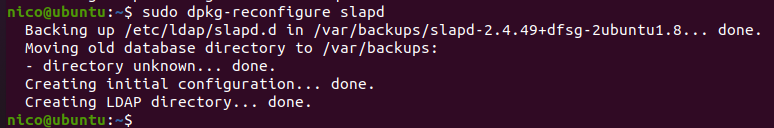 nico@ubuntu:~$ sudo dpkg-reconfigure slapd
Backing up /etc/ldap/slapd.d in /var/backups/slapd-2.4.49+dfsg-2ubuntu1.8... done.
Moving old database directory to /var/backups:
- directory unknown... done.
Creating initial configuration... done.
Creating LDAP directory... done.
nico@ubuntu:~$